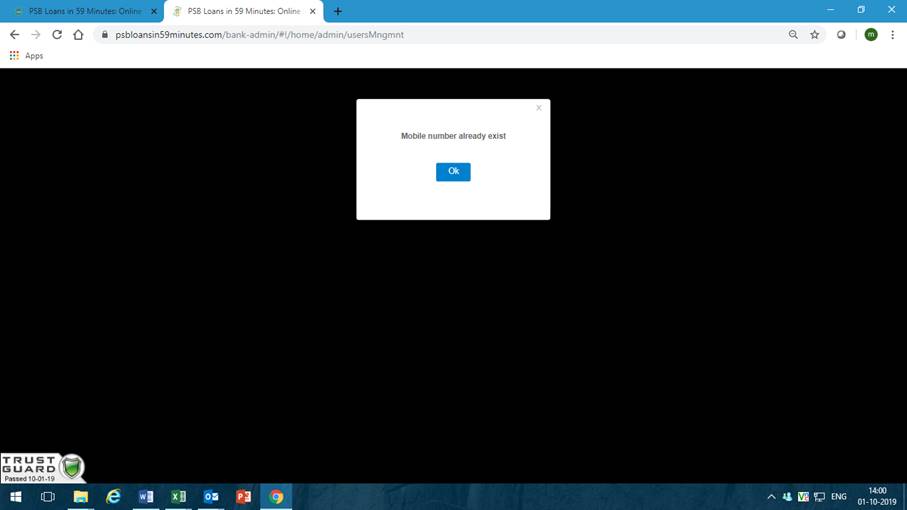 PSB Loans in 59 Minutes: Online
PSB Loans in 59 Minutes: Online
psbloansin59minutes.com/bank-admin/#!/home/admin/usersMngmnt
m
Apps
x
Mobile number already exist
Ok
TRUST
GUARD
Passed 10-01-19
ENG
14:00
01-10-2019